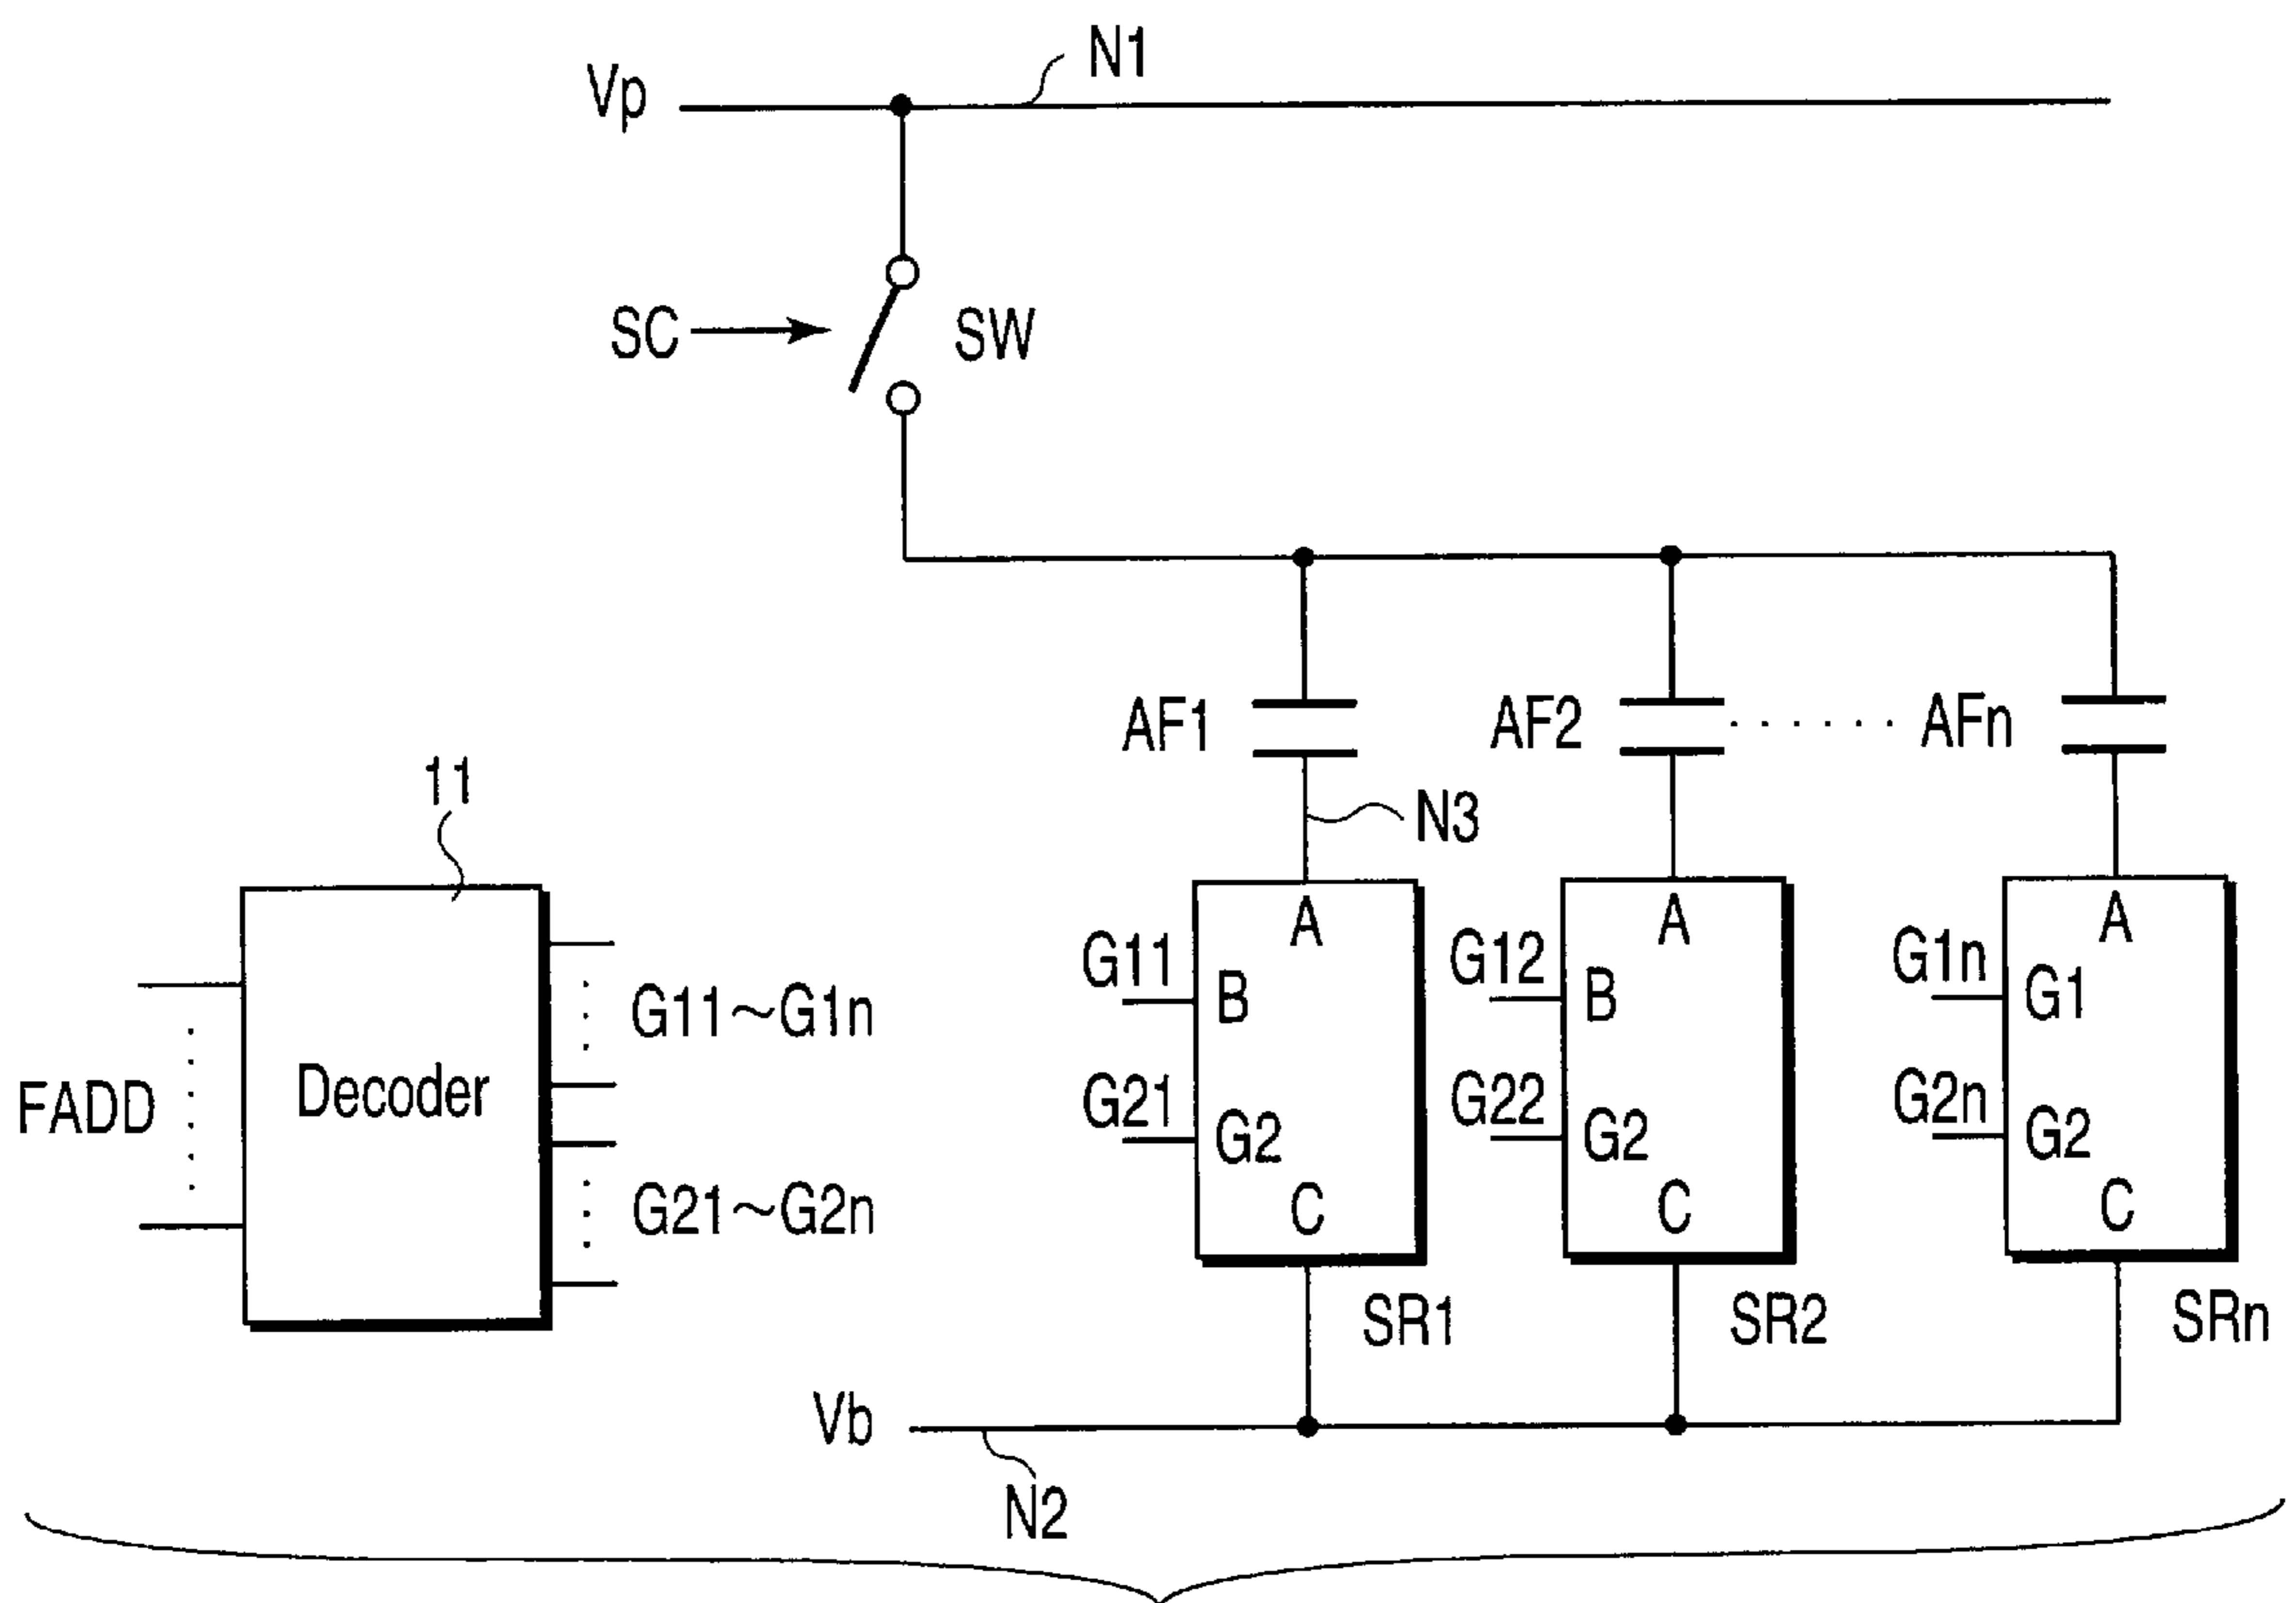 Vp
N1
SC
SW
AF1
AF2
AFn
11
N3
Decoder
FADD
G11~G1n
G21~G2n
A
G11
B
G21
G2
C
SR1
A
G12
B
G22
G2
C
SR2
A
G1n
G1
G2n
G2
C
SRn
Vb
N2